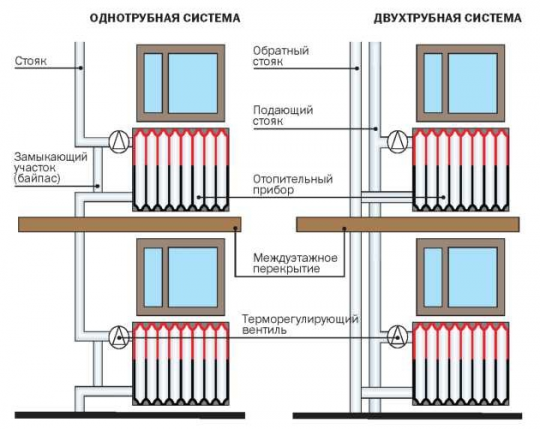 ОДНОТРУБНАЯ СИСТЕМА
ДВУХТРУБНАЯ СИСТЕМА
Стояк
Обратный
стояк
Подающий
стояк
Замыкающий
участок
(байпас)
Отопительный
прибор
Междуэтажное
перекрытие
Терморегулирующий
вентиль